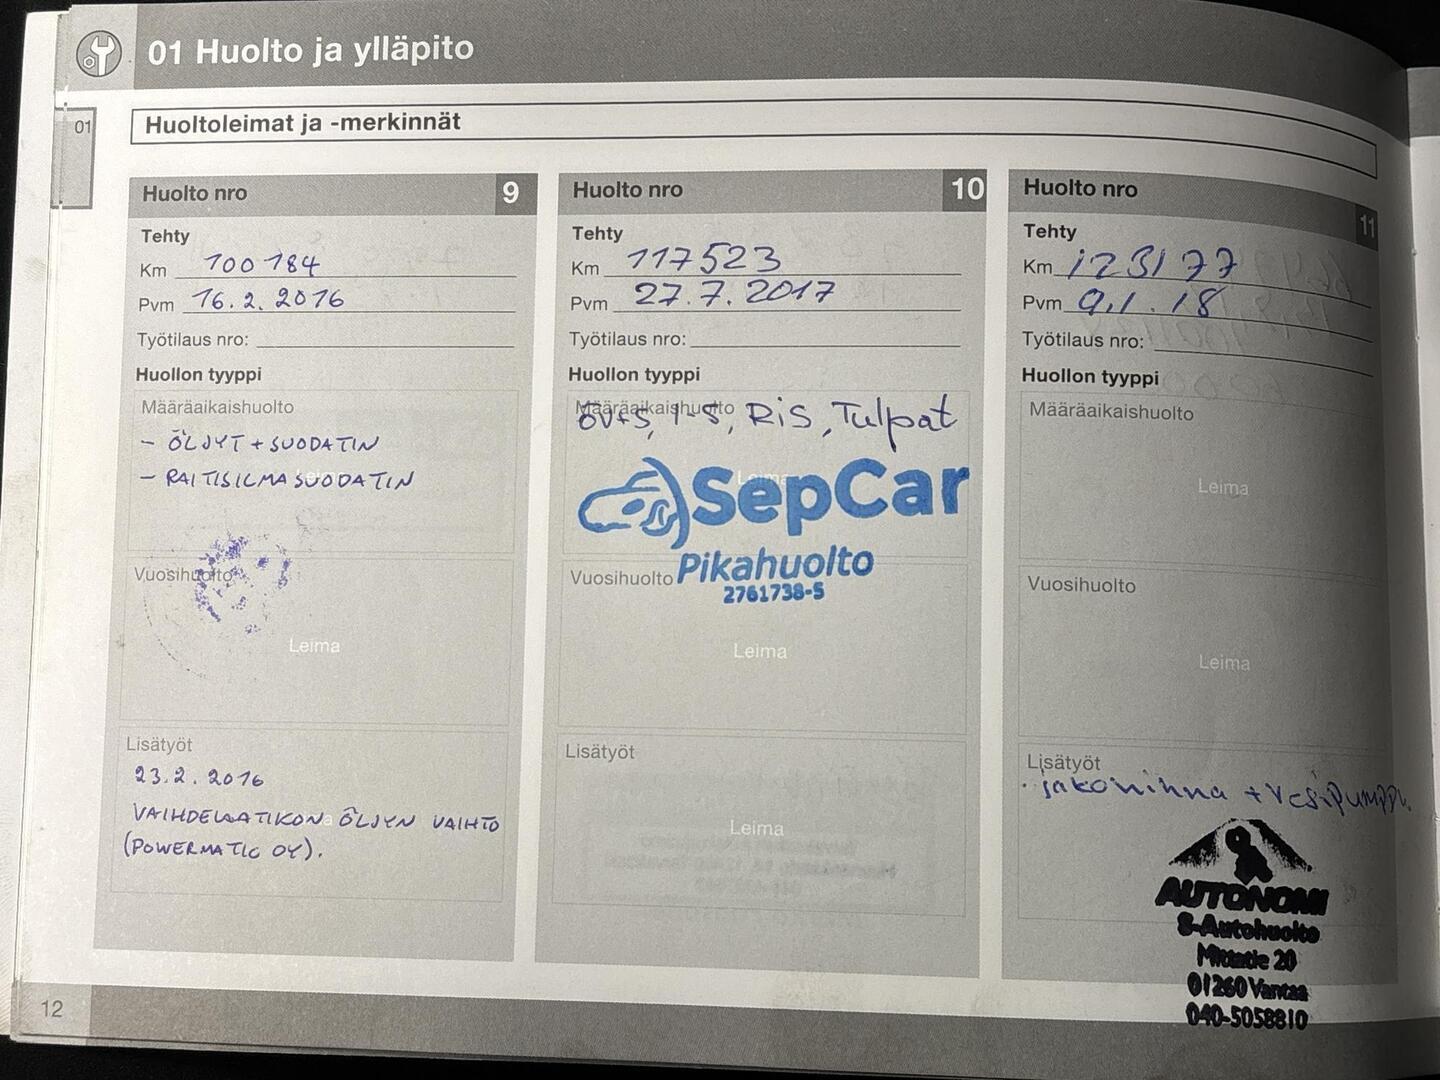 01 Huolto ja ylläpito
01
Huoltoleimat ja -merkinnät
Huolto nro 9
Tehty
Km 100 184
Pvm 16.2.2016
Työtilaus nro:
Huollon tyyppi
Määräaikaishuolto
- ÖLJYT + SUODATIN
- RAITISILMASUODATIN
Leima
Vuosihuolto
Leima
Lisätyöt
23.2.2016
VAIHDELAATIKON ÖLJYN VAIHTO
(POWERMATIC OY).
Huolto nro 10
Tehty
Km 117523
Pvm 27.7.2017
Työtilaus nro:
Huollon tyyppi
Määräaikaishuolto
ÖV+S, I-S, RiS, Tulpat
Leima
SepCar
Pikahuolto
2761738-5
Vuosihuolto
Leima
Lisätyöt
Leima
Huolto nro 11
Tehty
Km 123177
Pvm 9.1.18
Työtilaus nro:
Huollon tyyppi
Määräaikaishuolto
Leima
Vuosihuolto
Leima
Lisätyöt
jakohihna + vesipumppu.
AUTONOMI
S-Autohuolto
Mittatie 20
01260 Vantaa
040-5058810
12